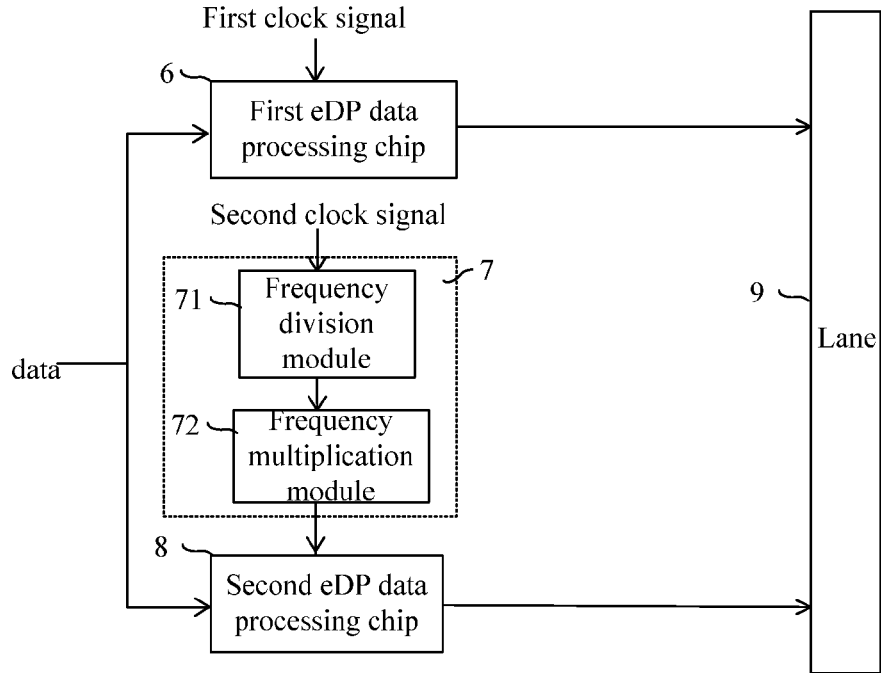 First clock signal
6
First eDP data
processing chip
Second clock signal
7
71
Frequency
division
module
9
Lane
data
72
Frequency
multiplication
module
8
Second eDP data
processing chip